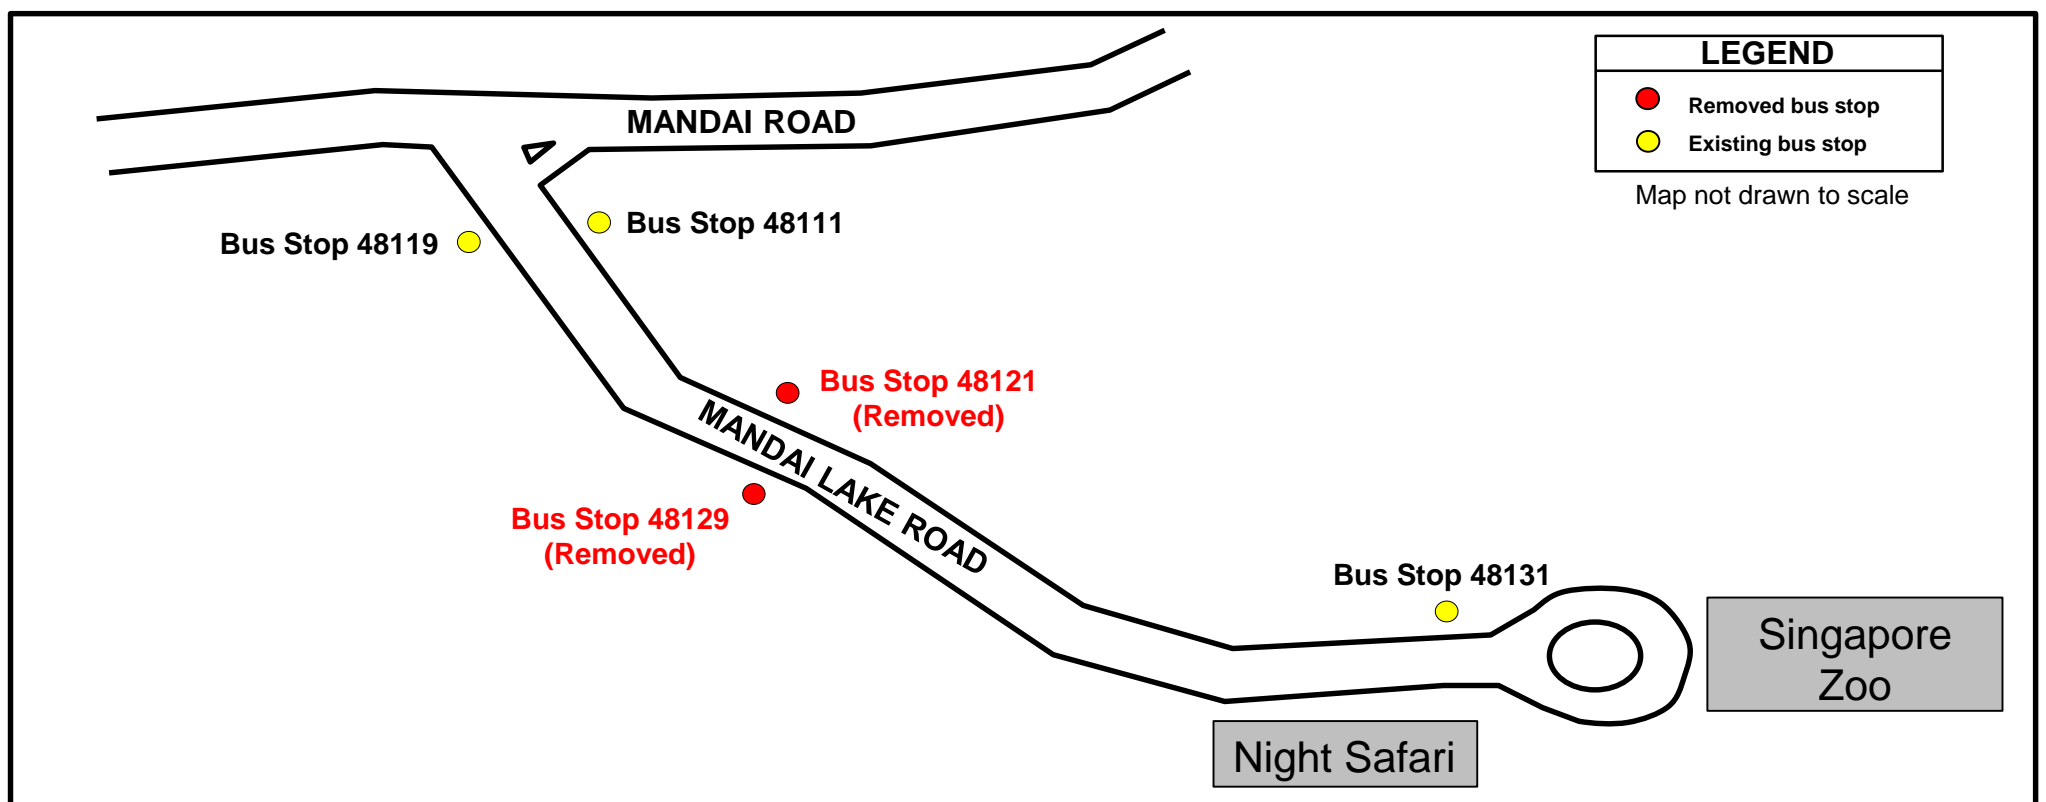 LEGEND
Removed bus stop
Existing bus stop
Map not drawn to scale
MANDAI ROAD
Bus Stop 48119
Bus Stop 48111
Bus Stop 48121
(Removed)
MANDAI LAKE ROAD
Bus Stop 48129
(Removed)
Bus Stop 48131
Singapore
Zoo
Night Safari